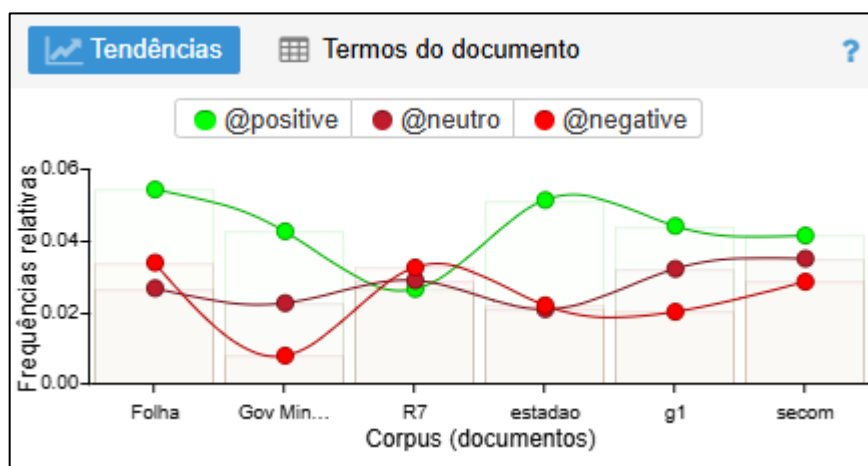 Tendências Termos do documento ?
@positive @neutro @negative
Frequências relativas
0.06
0.04
0.02
0.00
Folha Gov Min... R7 estadao g1 secom
Corpus (documentos)